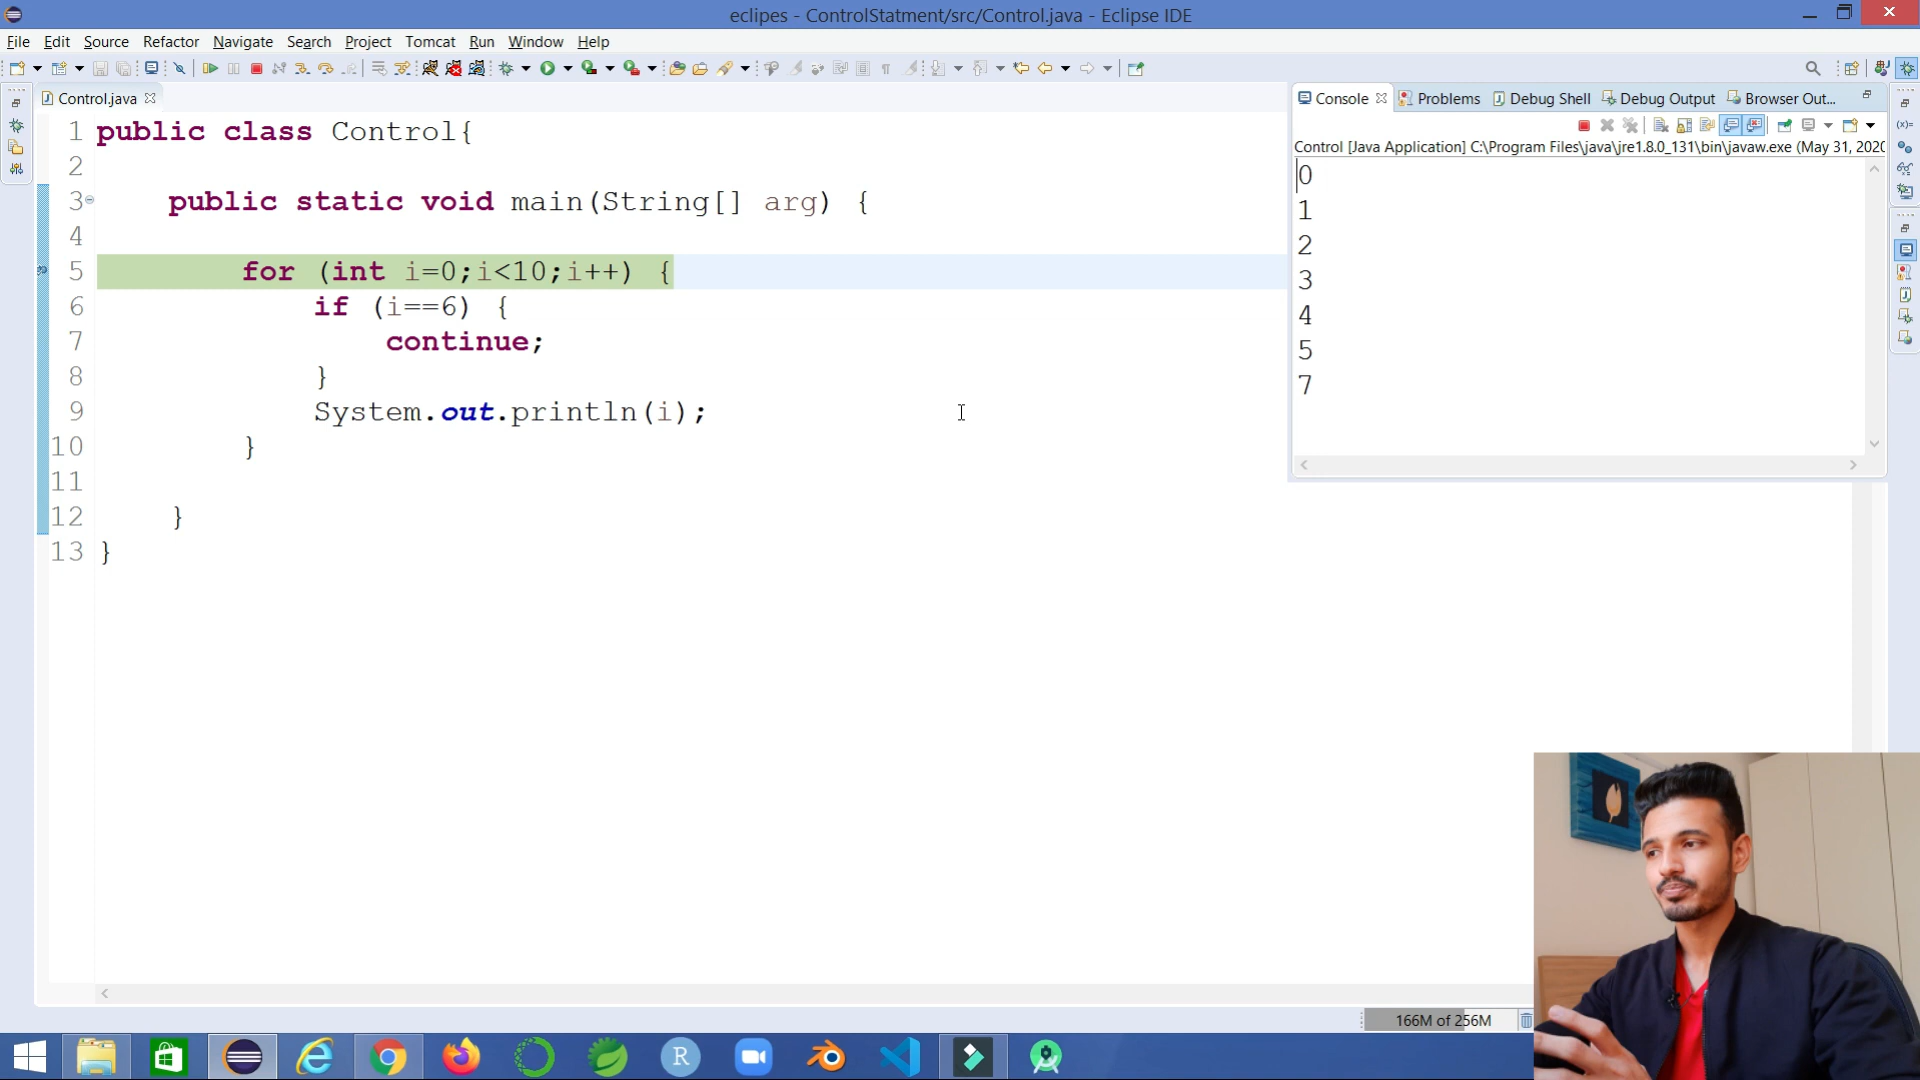 eclipes - ControlStatment/src/Control.java - Eclipse IDE
File Edit Source Refactor Navigate Search Project Tomcat Run Window Help
Control.java
1 public class Control{
2
3 public static void main(String[] arg) {
4
5 for (int i=0;i<10;i++) {
6 if (i==6) {
7 continue;
8 }
9 System.out.println(i);
10 }
11
12 }
13 }
Console Problems Debug Shell Debug Output Browser Out...
Control [Java Application] C:\Program Files\java\jre1.8.0_131\bin\javaw.exe (May 31, 2020
0
1
2
3
4
5
7
166M of 256M
R